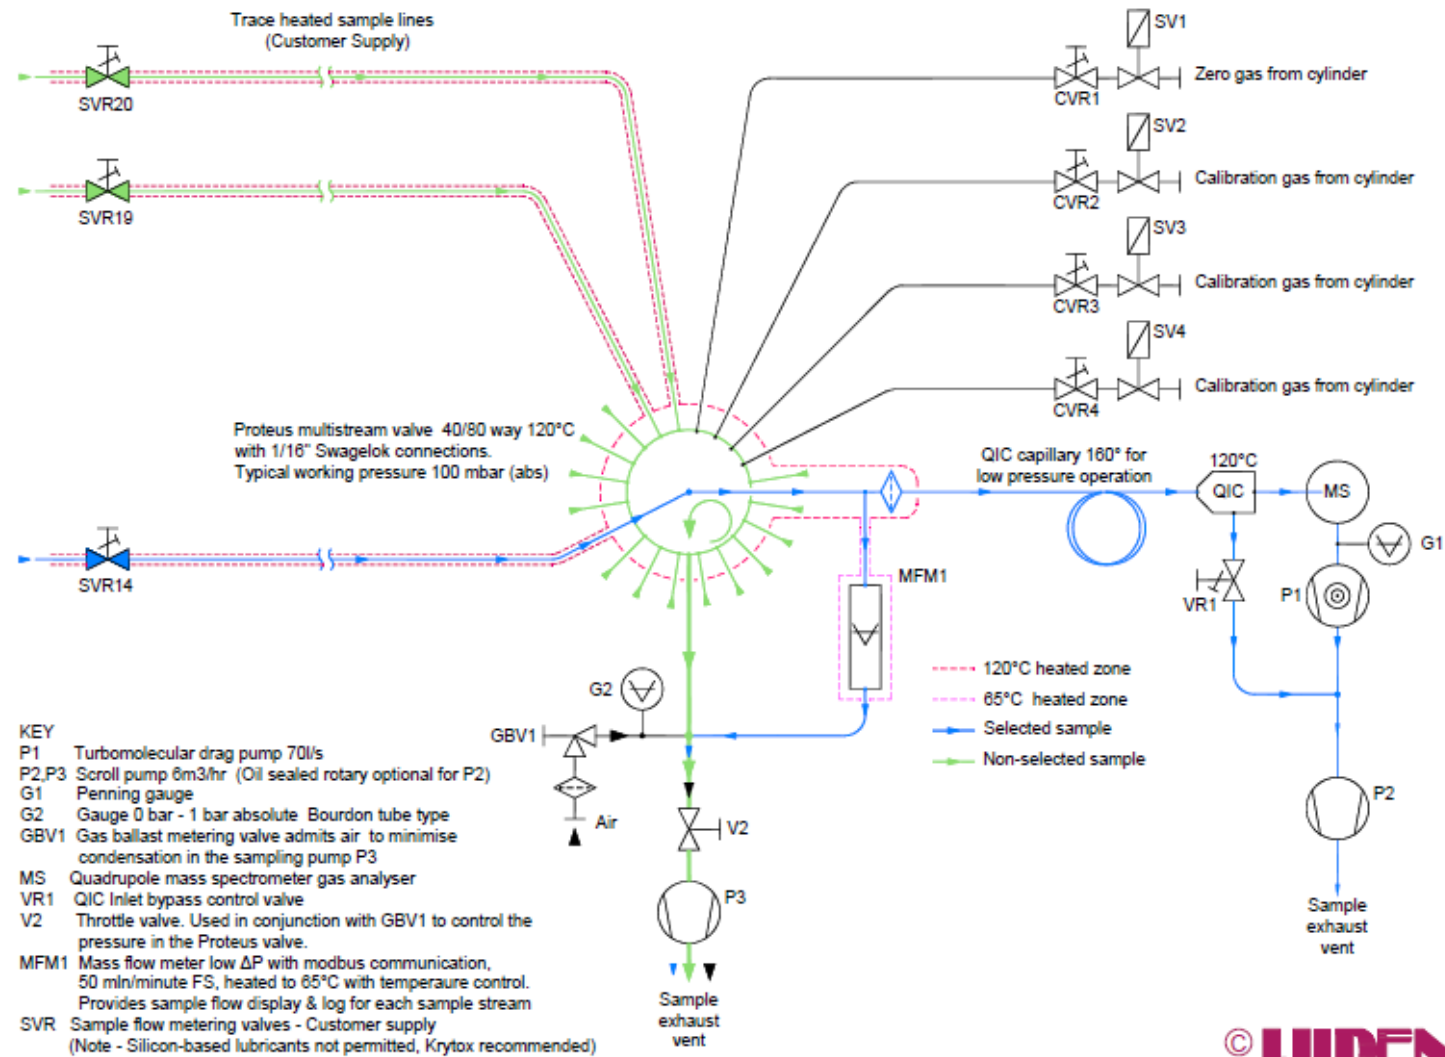 Trace heated sample lines
(Customer Supply)
SVR20
SVR19
SV1
Zero gas from cylinder
CVR1
SV2
Calibration gas from cylinder
CVR2
SV3
Calibration gas from cylinder
CVR3
SV4
Calibration gas from cylinder
CVR4
Proteus multistream valve 40/80 way 120°C
with 1/16" Swagelok connections.
Typical working pressure 100 mbar (abs)
QIC capillary 160° for
low pressure operation
120°C
QIC
MS
G1
SVR14
MFM1
VR1
P1
120°C heated zone
65°C heated zone
Selected sample
Non-selected sample
G2
GBV1
Air
V2
P3
P2
Sample
exhaust
vent
Sample
exhaust
vent
KEY
P1 Turbomolecular drag pump 70l/s
P2,P3 Scroll pump 6m3/hr (Oil sealed rotary optional for P2)
G1 Penning gauge
G2 Gauge 0 bar - 1 bar absolute Bourdon tube type
GBV1 Gas ballast metering valve admits air to minimise
condensation in the sampling pump P3
MS Quadrupole mass spectrometer gas analyser
VR1 QIC Inlet bypass control valve
V2 Throttle valve. Used in conjunction with GBV1 to control the
pressure in the Proteus valve.
MFM1 Mass flow meter low ΔP with modbus communication,
50 mln/minute FS, heated to 65°C with temperaure control.
Provides sample flow display & log for each sample stream
SVR Sample flow metering valves - Customer supply
(Note - Silicon-based lubricants not permitted, Krytox recommended)
©